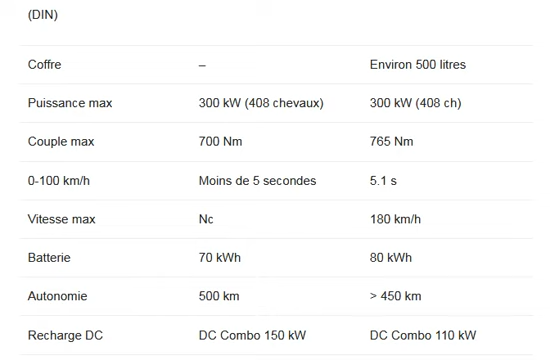 (DIN)
Coffre – Environ 500 litres
Puissance max 300 kW (408 chevaux) 300 kW (408 ch)
Couple max 700 Nm 765 Nm
0-100 km/h Moins de 5 secondes 5.1 s
Vitesse max Nc 180 km/h
Batterie 70 kWh 80 kWh
Autonomie 500 km > 450 km
Recharge DC DC Combo 150 kW DC Combo 110 kW